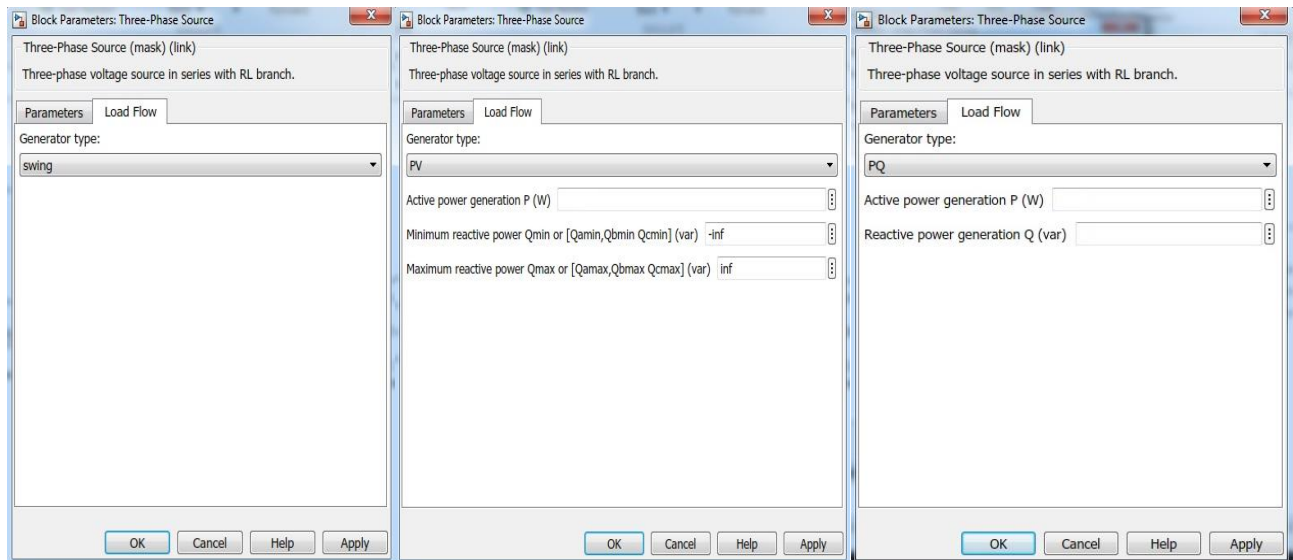 Block Parameters: Three-Phase Source
Three-Phase Source (mask) (link)
Three-phase voltage source in series with RL branch.
Parameters Load Flow
Generator type:
swing
OK Cancel Help Apply
Block Parameters: Three-Phase Source
Three-Phase Source (mask) (link)
Three-phase voltage source in series with RL branch.
Parameters Load Flow
Generator type:
PV
Active power generation P (W)
Minimum reactive power Qmin or [Qamin,Qbmin Qcmin] (var) -inf
Maximum reactive power Qmax or [Qamax,Qbmax Qcmax] (var) inf
OK Cancel Help Apply
Block Parameters: Three-Phase Source
Three-Phase Source (mask) (link)
Three-phase voltage source in series with RL branch.
Parameters Load Flow
Generator type:
PQ
Active power generation P (W)
Reactive power generation Q (var)
OK Cancel Help Apply